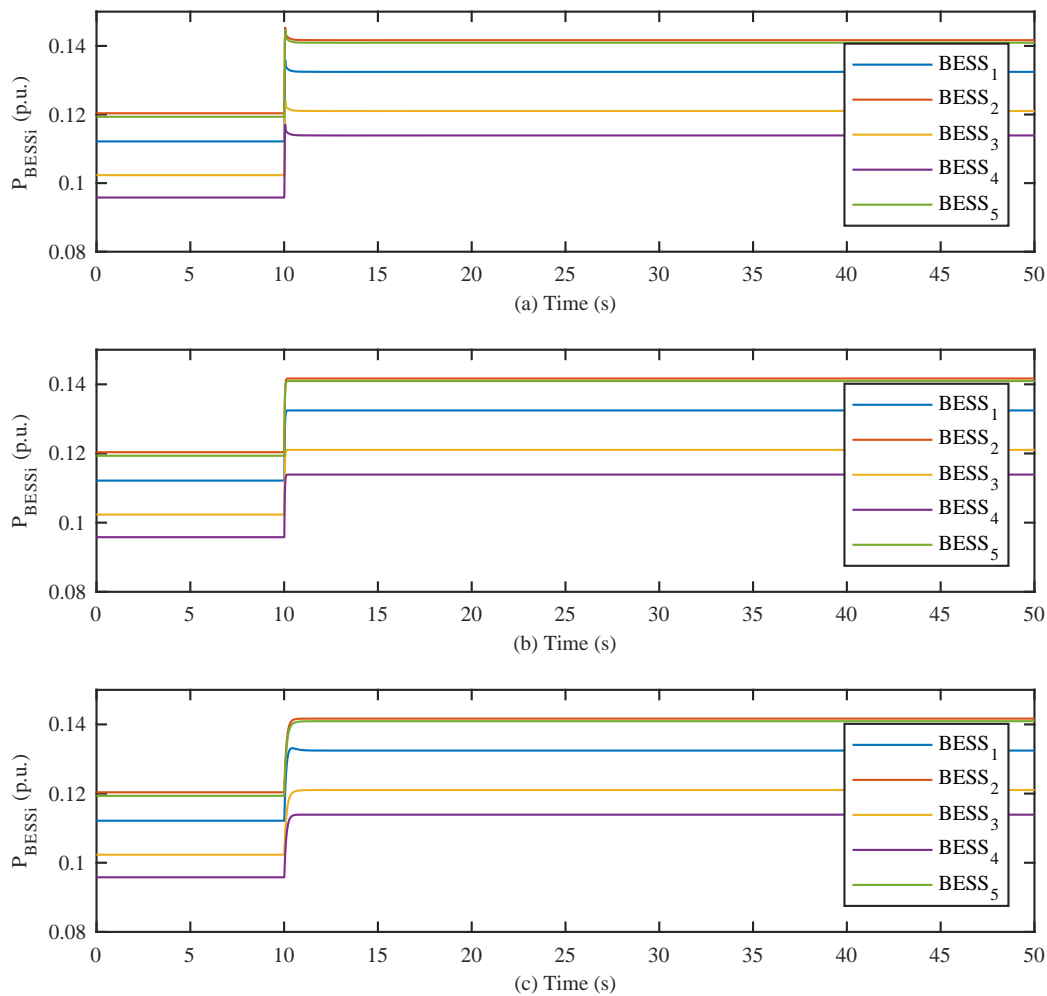 0.14
0.12
0.1
0.08
P_BESSi (p.u.)
BESS_1
BESS_2
BESS_3
BESS_4
BESS_5
0 5 10 15 20 25 30 35 40 45 50
(a) Time (s)
0.14
0.12
0.1
0.08
P_BESSi (p.u.)
BESS_1
BESS_2
BESS_3
BESS_4
BESS_5
0 5 10 15 20 25 30 35 40 45 50
(b) Time (s)
0.14
0.12
0.1
0.08
P_BESSi (p.u.)
BESS_1
BESS_2
BESS_3
BESS_4
BESS_5
0 5 10 15 20 25 30 35 40 45 50
(c) Time (s)